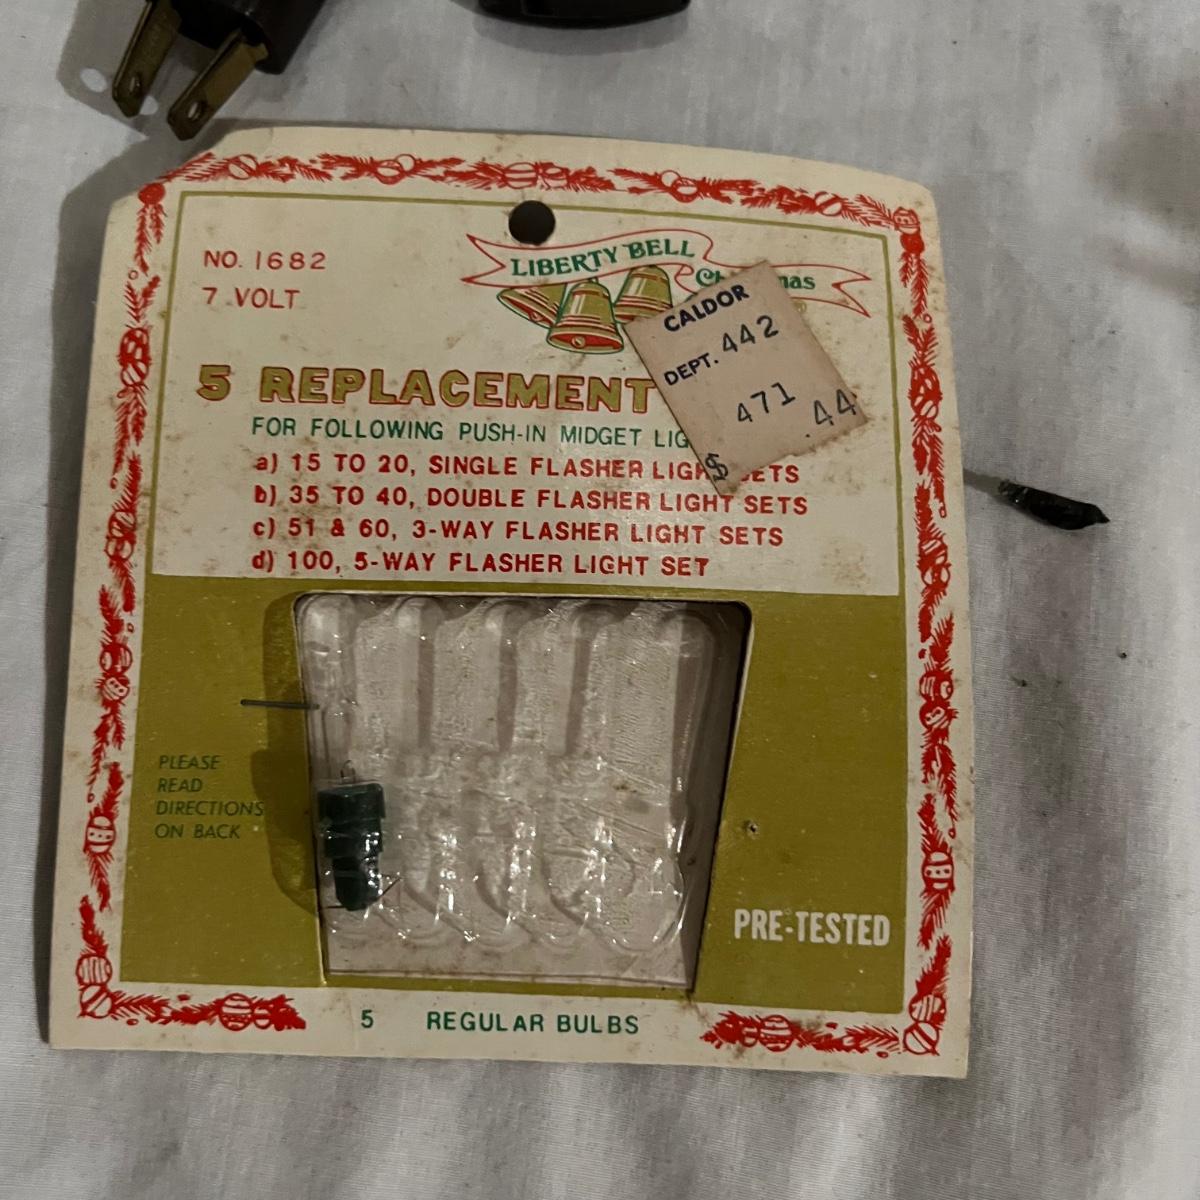 NO. 1682
7 VOLT
LIBERTY BELL
CALDOR
DEPT. 442
471
$ .44
5 REPLACEMENT
FOR FOLLOWING PUSH-IN MIDGET
a) 15 TO 20, SINGLE FLASHER LIGHT SETS
b) 35 TO 40, DOUBLE FLASHER LIGHT SETS
c) 51 & 60, 3-WAY FLASHER LIGHT SETS
d) 100, 5-WAY FLASHER LIGHT SET
PLEASE
READ
DIRECTIONS
ON BACK
PRE-TESTED
5 REGULAR BULBS